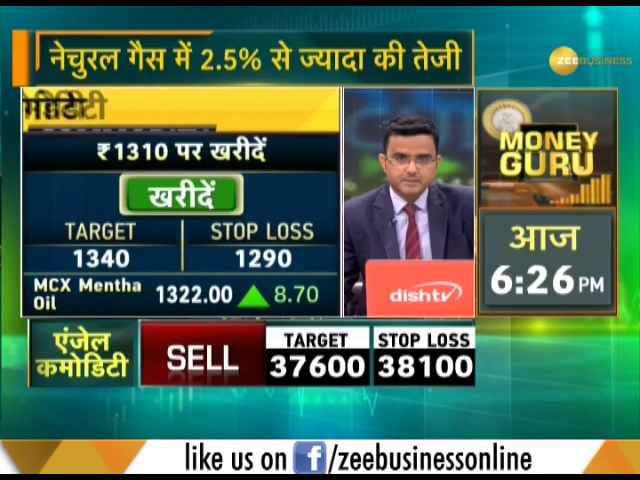 नेचुरल गैस में 2.5% से ज्यादा की तेजी
ZEE BUSINESS
₹1310 पर खरीदें
खरीदें
TARGET
STOP LOSS
1340
1290
MCX Mentha Oil
1322.00
8.70
dishtv
MONEY
GURU
आज
6:26 PM
एंजेल
कमोडिटी
SELL
TARGET
STOP LOSS
37600
38100
like us on f/zeebusinessonline